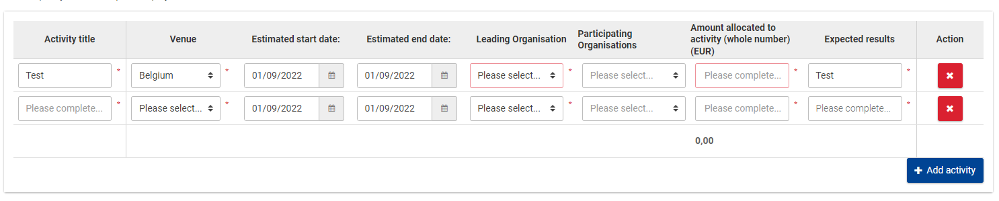 Activity title Venue Estimated start date: Estimated end date: Leading Organisation Participating Organisations Amount allocated to activity (whole number) (EUR) Expected results Action
Test * Belgium * 01/09/2022 01/09/2022 Please select... * Please select... Please complete... * Test *
Please complete... * Please select... * 01/09/2022 01/09/2022 Please select... * Please select... Please complete... * Please complete... *
0,00
+ Add activity